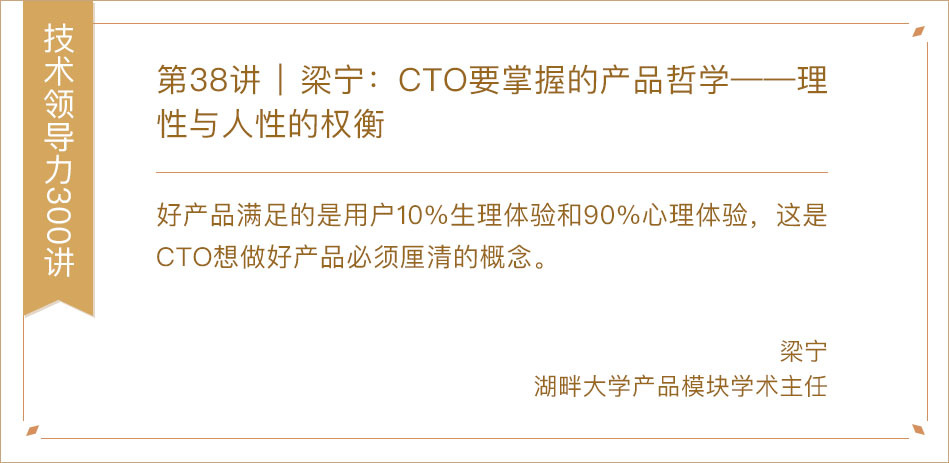 技术领导力300讲
第38讲 | 梁宁：CTO要掌握的产品哲学——理
性与人性的权衡
好产品满足的是用户10%生理体验和90%心理体验，这是
CTO想做好产品必须厘清的概念。
梁宁
湖畔大学产品模块学术主任